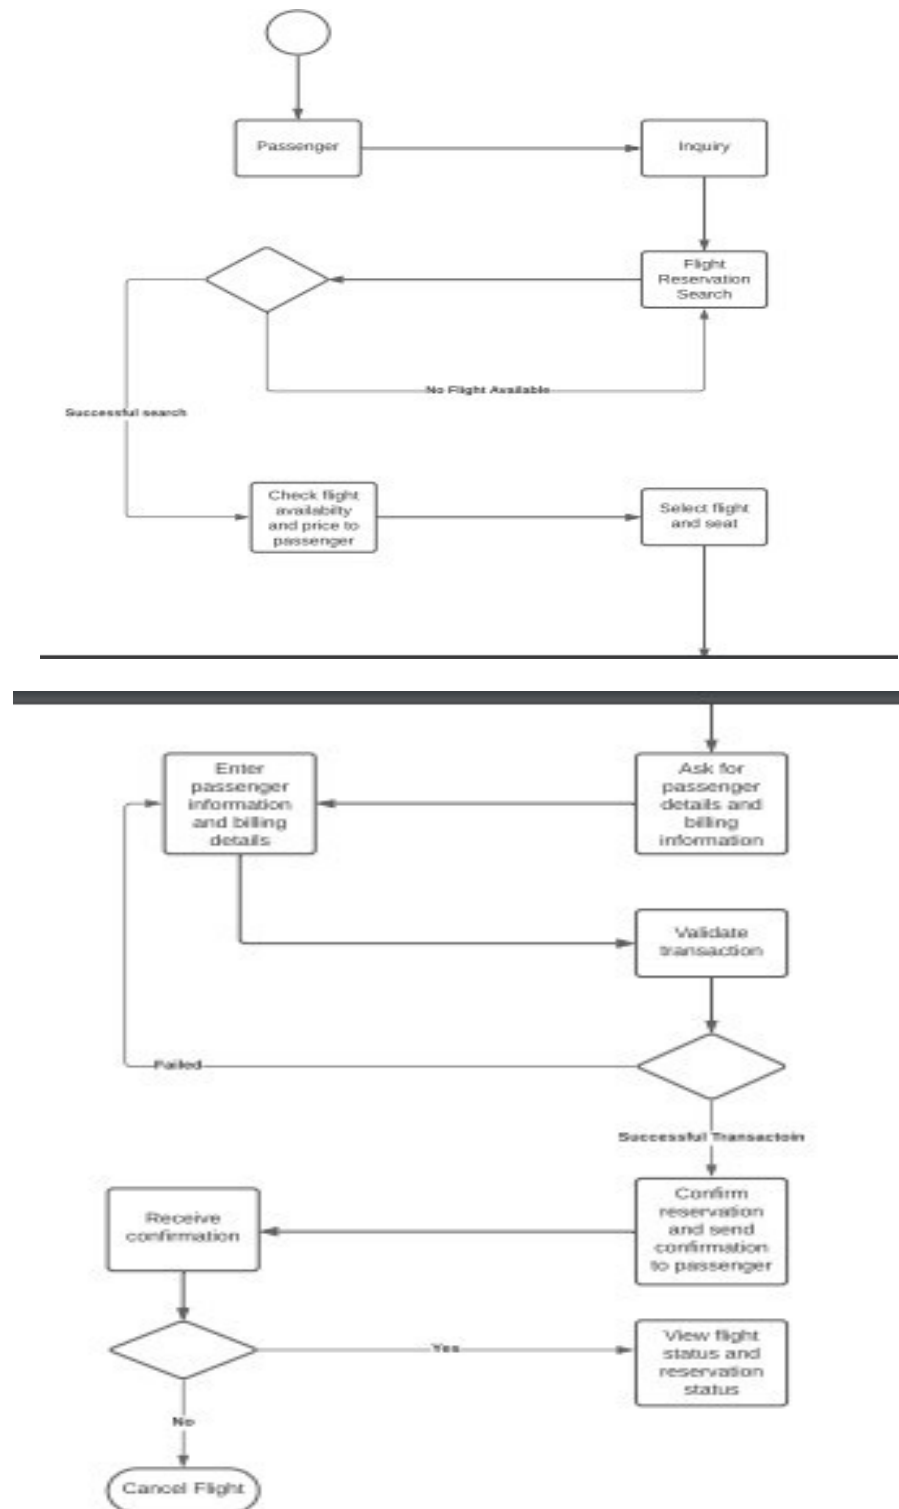 Passenger
Inquiry
Flight
Reservation
Search
No Flight Available
Successful search
Check flight
availabilty
and price to
passenger
Select flight
and seat
Enter
passenger
information
and billing
details
Ask for
passenger
details and
billing
information
Validate
transaction
Failed
Successful Transactoin
Confirm
reservation
and send
confirmation
to passenger
Receive
confirmation
Yes
View flight
status and
reservation
status
No
Cancel Flight